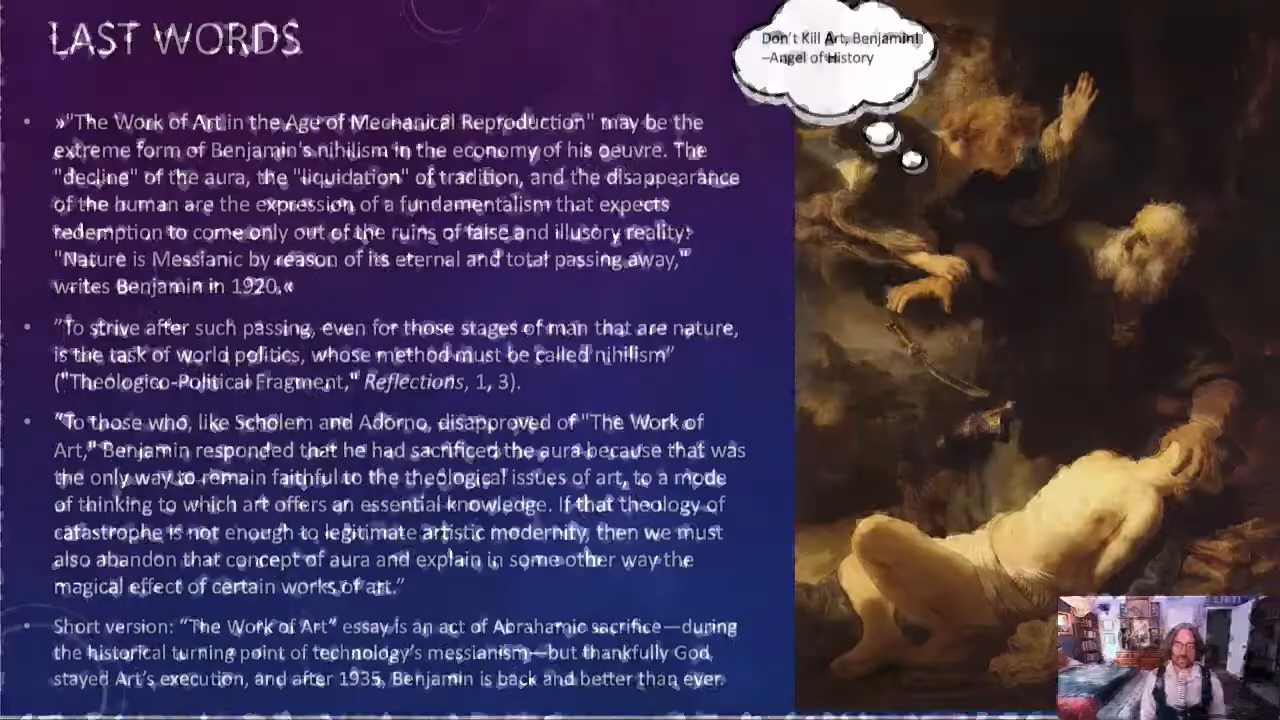 LAST WORDS
Don't Kill Art, Benjamin!
–Angel of History
• »"The Work of Art in the Age of Mechanical Reproduction" may be the
extreme form of Benjamin's nihilism in the economy of his oeuvre. The
"decline" of the aura, the "liquidation" of tradition, and the disappearance
of the human are the expression of a fundamentalism that expects
redemption to come only out of the ruins of false and illusory reality:
"Nature is Messianic by reason of its eternal and total passing away,"
writes Benjamin in 1920.«
• "To strive after such passing, even for those stages of man that are nature,
is the task of world politics, whose method must be called nihilism"
("Theologico-Political Fragment," Reflections, 1, 3).
• "To those who, like Scholem and Adorno, disapproved of "The Work of
Art," Benjamin responded that he had sacrificed the aura because that was
the only way to remain faithful to the theological issues of art, to a mode
of thinking to which art offers an essential knowledge. If that theology of
catastrophe is not enough to legitimate artistic modernity, then we must
also abandon that concept of aura and explain in some other way the
magical effect of certain works of art."
• Short version: "The Work of Art" essay is an act of Abrahamic sacrifice—during
the historical turning point of technology's messianism—but thankfully God,
stayed Art's execution, and after 1935, Benjamin is back and better than ever.